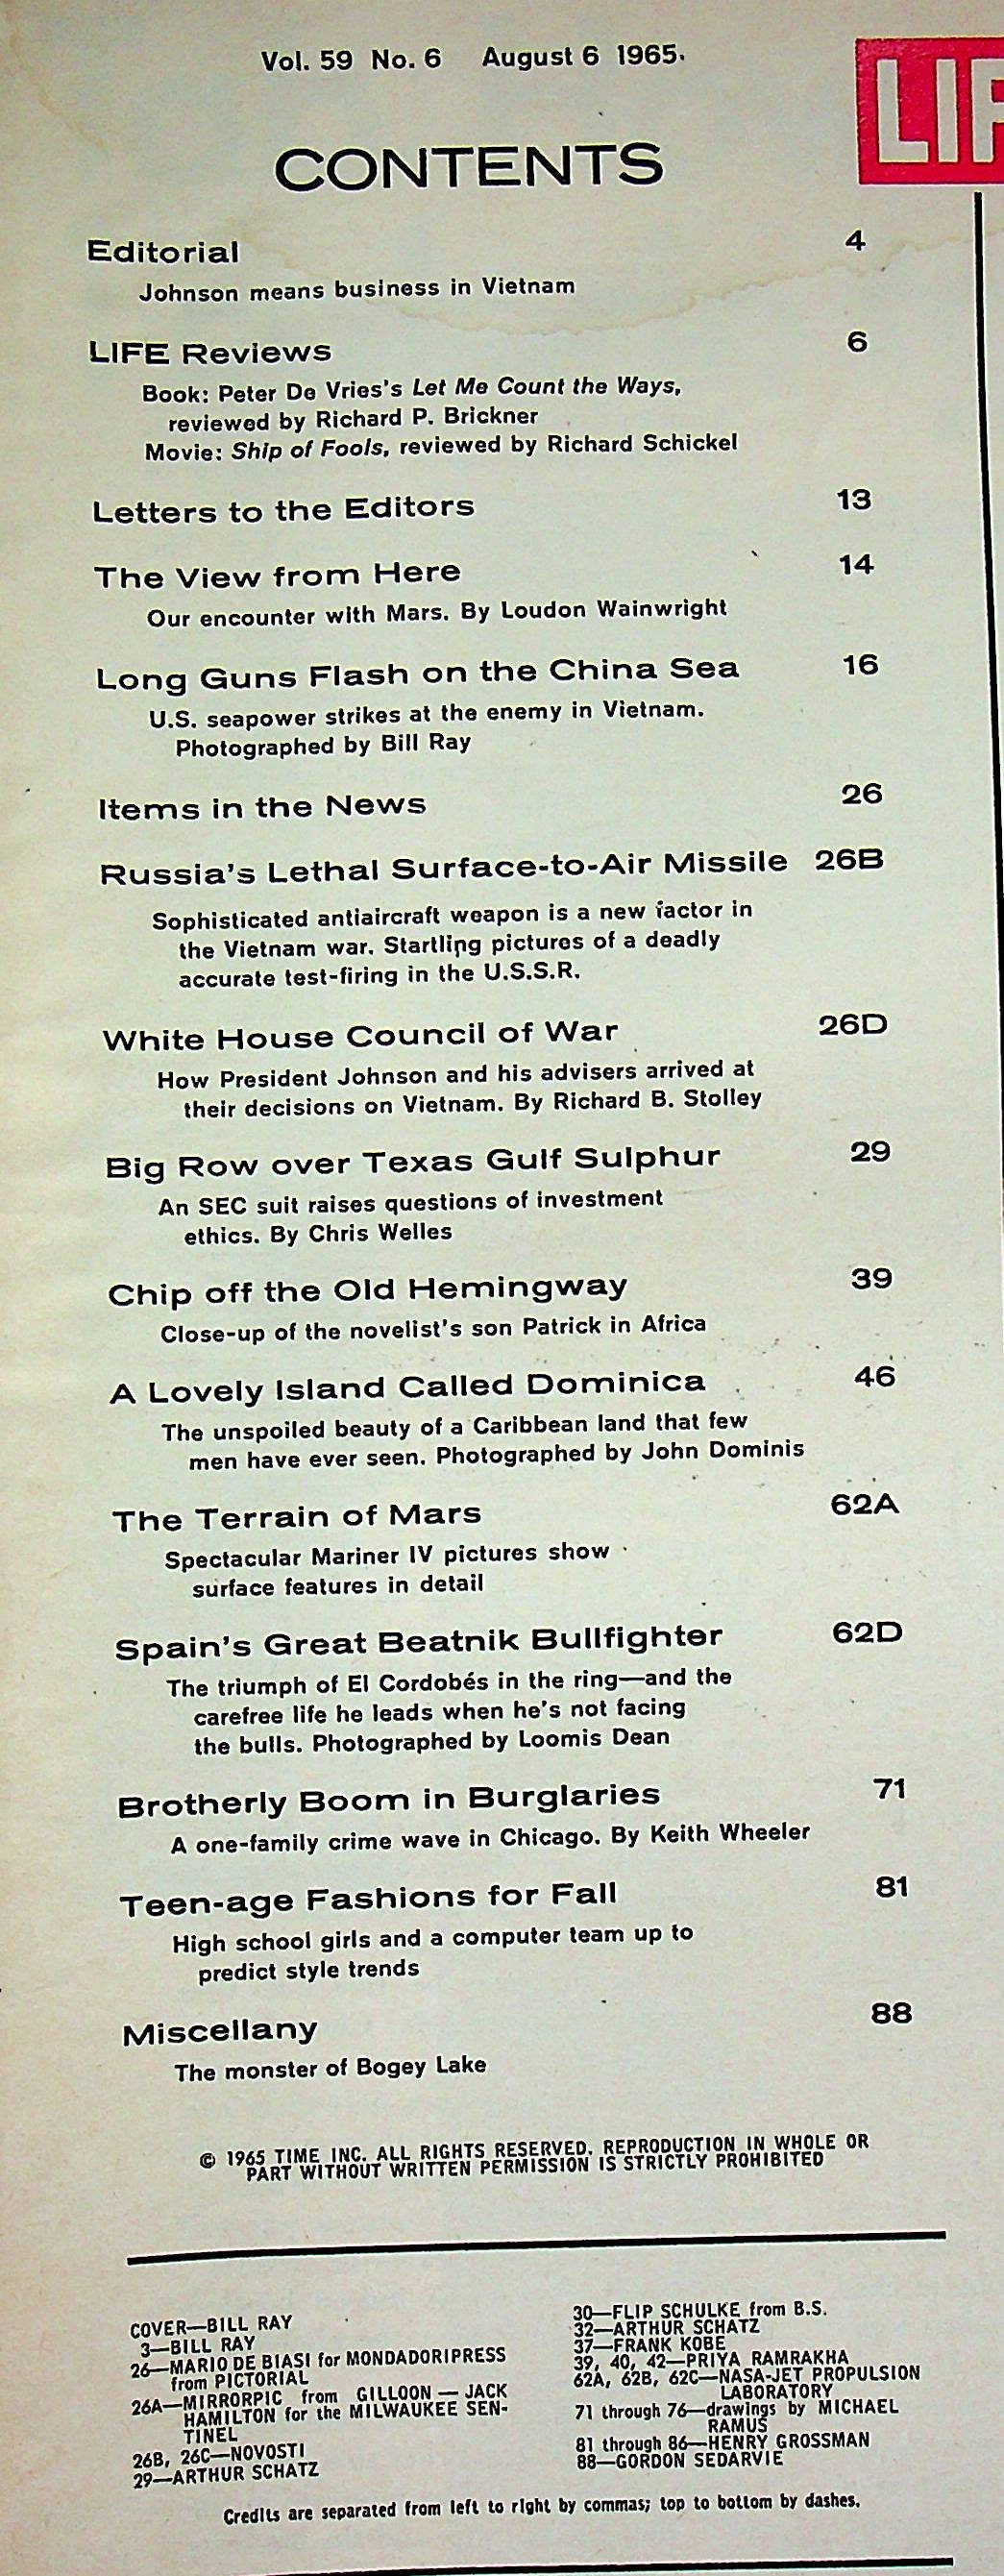 Vol. 59 No. 6 August 6 1965
LIF
CONTENTS
Editorial 4
Johnson means business in Vietnam
LIFE Reviews 6
Book: Peter De Vries's Let Me Count the Ways,
reviewed by Richard P. Brickner
Movie: Ship of Fools, reviewed by Richard Schickel
Letters to the Editors 13
The View from Here 14
Our encounter with Mars. By Loudon Wainwright
Long Guns Flash on the China Sea 16
U.S. seapower strikes at the enemy in Vietnam.
Photographed by Bill Ray
Items in the News 26
Russia's Lethal Surface-to-Air Missile 26B
Sophisticated antiaircraft weapon is a new factor in
the Vietnam war. Startling pictures of a deadly
accurate test-firing in the U.S.S.R.
White House Council of War 26D
How President Johnson and his advisers arrived at
their decisions on Vietnam. By Richard B. Stolley
Big Row over Texas Gulf Sulphur 29
An SEC suit raises questions of investment
ethics. By Chris Welles
Chip off the Old Hemingway 39
Close-up of the novelist's son Patrick in Africa
A Lovely Island Called Dominica 46
The unspoiled beauty of a Caribbean land that few
men have ever seen. Photographed by John Dominis
The Terrain of Mars 62A
Spectacular Mariner IV pictures show
surface features in detail
Spain's Great Beatnik Bullfighter 62D
The triumph of El Cordobés in the ring—and the
carefree life he leads when he's not facing
the bulls. Photographed by Loomis Dean
Brotherly Boom in Burglaries 71
A one-family crime wave in Chicago. By Keith Wheeler
Teen-age Fashions for Fall 81
High school girls and a computer team up to
predict style trends
Miscellany 88
The monster of Bogey Lake
© 1965 TIME INC. ALL RIGHTS RESERVED. REPRODUCTION IN WHOLE OR
PART WITHOUT WRITTEN PERMISSION IS STRICTLY PROHIBITED
COVER—BILL RAY
3—BILL RAY
26—MARIO DE BIASI for MONDADORIPRESS
from PICTORIAL
26A—MIRRORPIC from GILLOON — JACK
HAMILTON for the MILWAUKEE SEN-
TINEL
26B, 26C—NOVOSTI
29—ARTHUR SCHATZ
30—FLIP SCHULKE from B.S.
32—ARTHUR SCHATZ
37—FRANK KOBE
39, 40, 42—PRIYA RAMRAKHA
62A, 62B, 62C—NASA-JET PROPULSION
LABORATORY
71 through 76—drawings by MICHAEL
RAMUS
81 through 86—HENRY GROSSMAN
88—GORDON SEDARVIE
Credits are separated from left to right by commas; top to bottom by dashes.